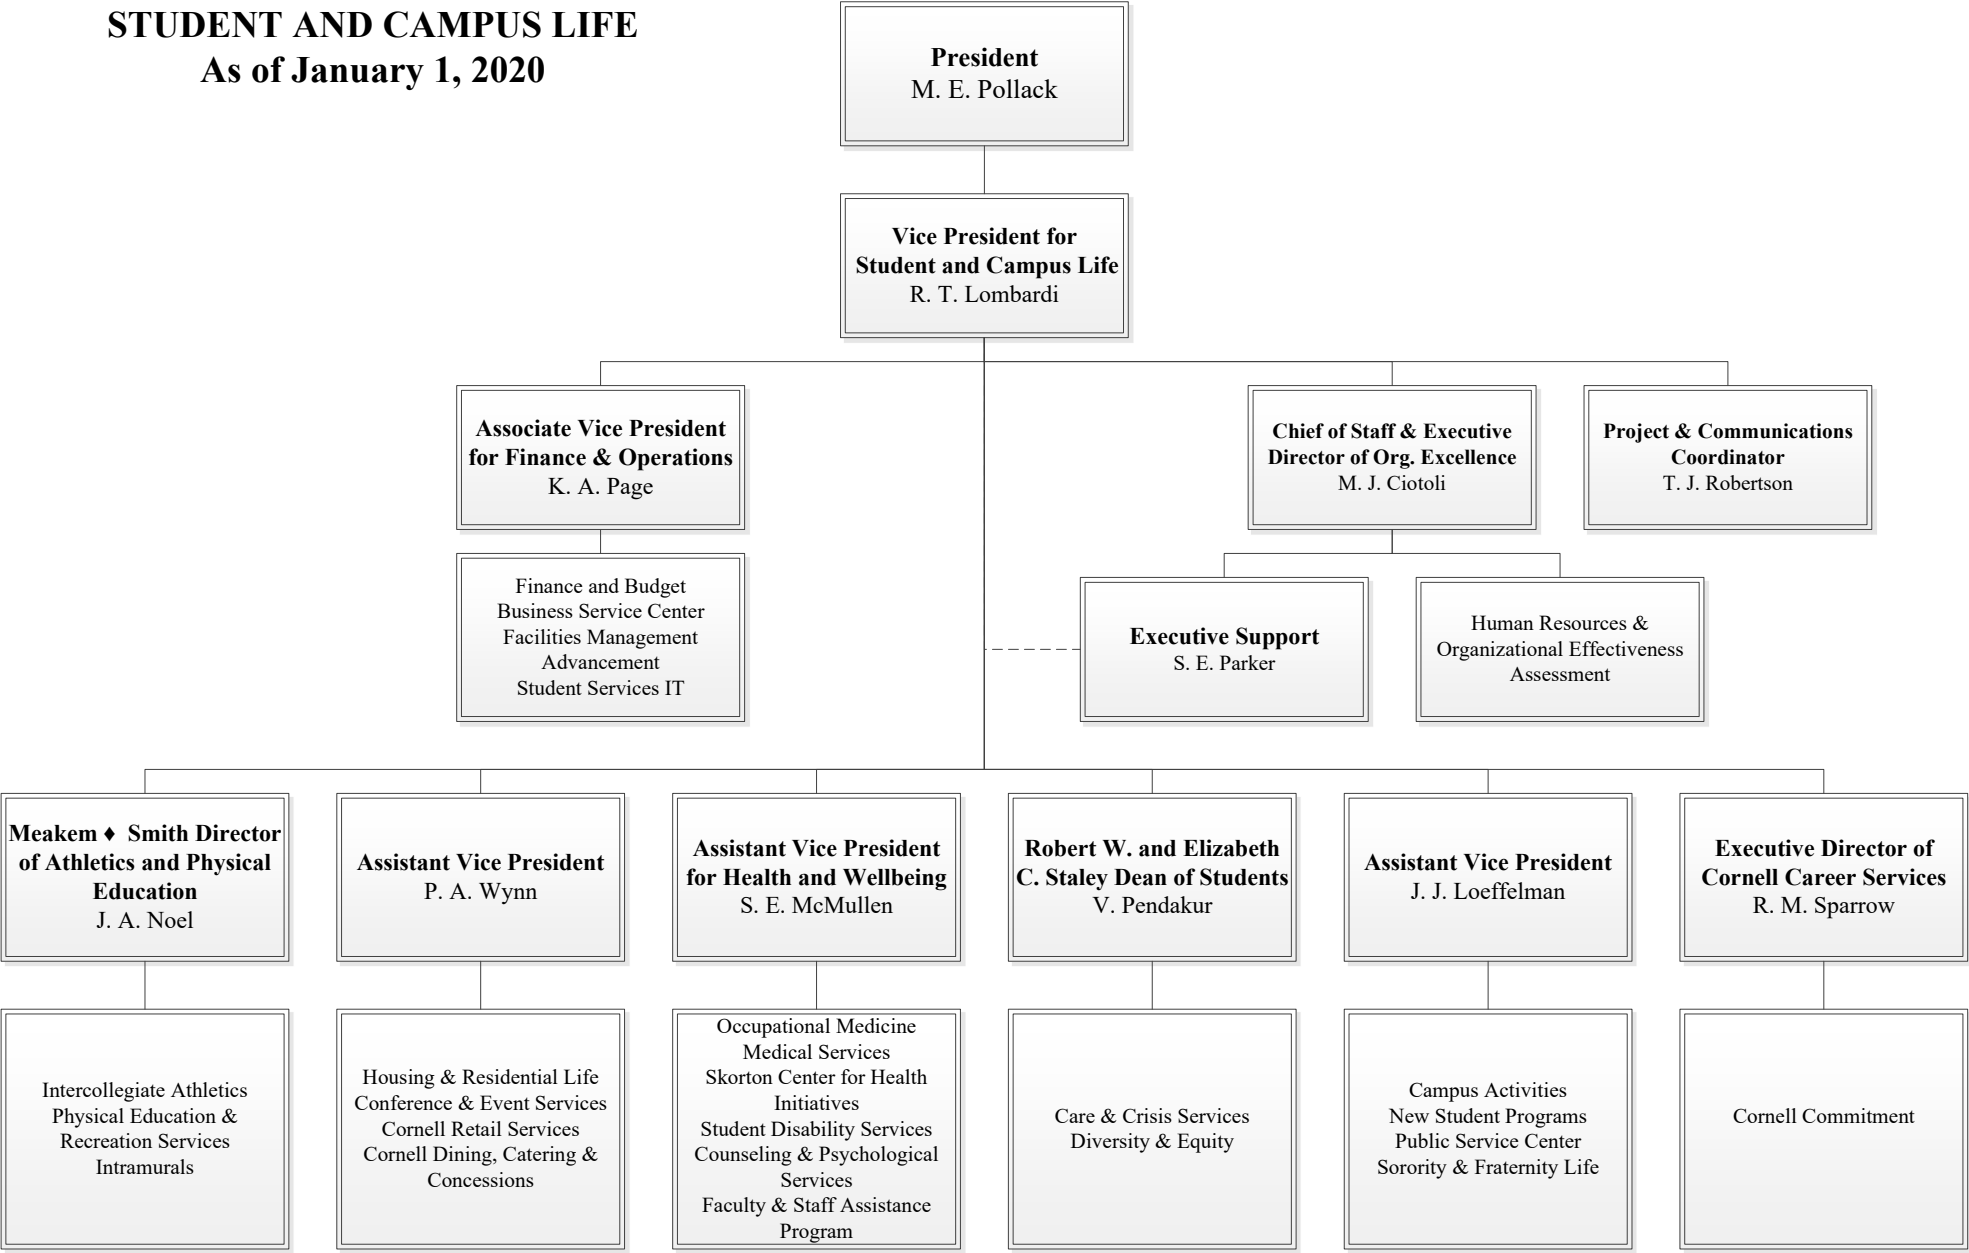 STUDENT AND CAMPUS LIFE
As of January 1, 2020
President
M. E. Pollack
Vice President for
Student and Campus Life
R. T. Lombardi
Associate Vice President
for Finance & Operations
K. A. Page
Chief of Staff & Executive
Director of Org. Excellence
M. J. Ciotoli
Project & Communications
Coordinator
T. J. Robertson
Finance and Budget
Business Service Center
Facilities Management
Advancement
Student Services IT
Executive Support
S. E. Parker
Human Resources &
Organizational Effectiveness
Assessment
Meakem ♦ Smith Director
of Athletics and Physical
Education
J. A. Noel
Assistant Vice President
P. A. Wynn
Assistant Vice President
for Health and Wellbeing
S. E. McMullen
Robert W. and Elizabeth
C. Staley Dean of Students
V. Pendakur
Assistant Vice President
J. J. Loeffelman
Executive Director of
Cornell Career Services
R. M. Sparrow
Intercollegiate Athletics
Physical Education &
Recreation Services
Intramurals
Housing & Residential Life
Conference & Event Services
Cornell Retail Services
Cornell Dining, Catering &
Concessions
Occupational Medicine
Medical Services
Skorton Center for Health
Initiatives
Student Disability Services
Counseling & Psychological
Services
Faculty & Staff Assistance
Program
Care & Crisis Services
Diversity & Equity
Campus Activities
New Student Programs
Public Service Center
Sorority & Fraternity Life
Cornell Commitment